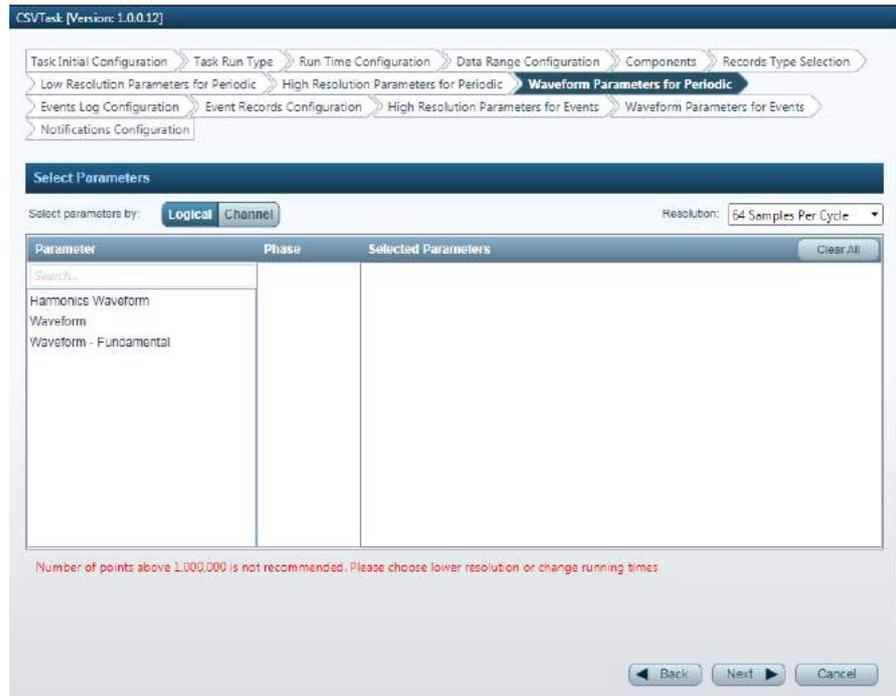 CSVTask [Version: 1.0.0.12]
Task Initial Configuration Task Run Type Run Time Configuration Data Range Configuration Components Records Type Selection
Low Resolution Parameters for Periodic High Resolution Parameters for Periodic Waveform Parameters for Periodic
Events Log Configuration Event Records Configuration High Resolution Parameters for Events Waveform Parameters for Events
Notifications Configuration
Select Parameters
Select parameters by: Logical Channel Resolution: 64 Samples Per Cycle
Parameter Phase Selected Parameters Clear All
Search...
Harmonics Waveform
Waveform
Waveform - Fundamental
Number of points above 1,000,000 is not recommended. Please choose lower resolution or change running times
Back Next Cancel